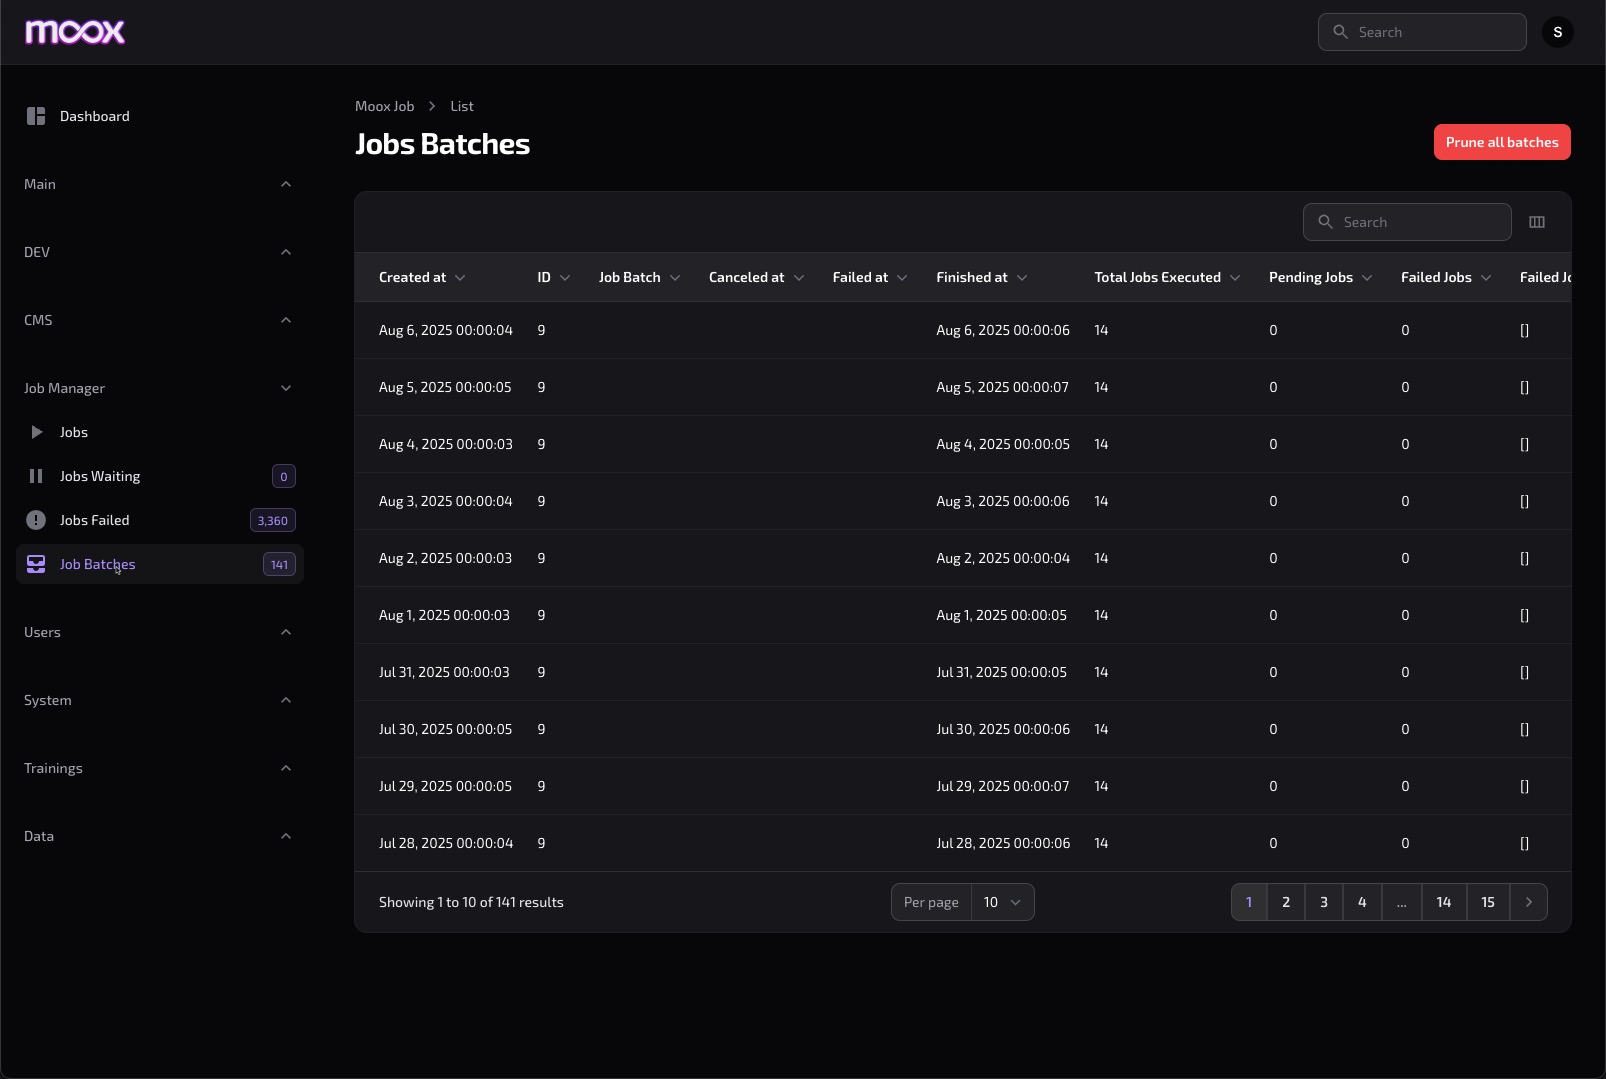 moox
Search
S
Dashboard
Main
DEV
CMS
Job Manager
Jobs
Jobs Waiting 0
Jobs Failed 3,360
Job Batches 141
Users
System
Trainings
Data
Moox Job List
Jobs Batches
Prune all batches
Search
Created at ID Job Batch Canceled at Failed at Finished at Total Jobs Executed Pending Jobs Failed Jobs Failed
Aug 6, 2025 00:00:04 9 Aug 6, 2025 00:00:06 14 0 0 []
Aug 5, 2025 00:00:05 9 Aug 5, 2025 00:00:07 14 0 0 []
Aug 4, 2025 00:00:03 9 Aug 4, 2025 00:00:05 14 0 0 []
Aug 3, 2025 00:00:04 9 Aug 3, 2025 00:00:06 14 0 0 []
Aug 2, 2025 00:00:03 9 Aug 2, 2025 00:00:04 14 0 0 []
Aug 1, 2025 00:00:03 9 Aug 1, 2025 00:00:05 14 0 0 []
Jul 31, 2025 00:00:03 9 Jul 31, 2025 00:00:05 14 0 0 []
Jul 30, 2025 00:00:05 9 Jul 30, 2025 00:00:06 14 0 0 []
Jul 29, 2025 00:00:05 9 Jul 29, 2025 00:00:07 14 0 0 []
Jul 28, 2025 00:00:04 9 Jul 28, 2025 00:00:06 14 0 0 []
Showing 1 to 10 of 141 results Per page 10 1 2 3 4 ... 14 15